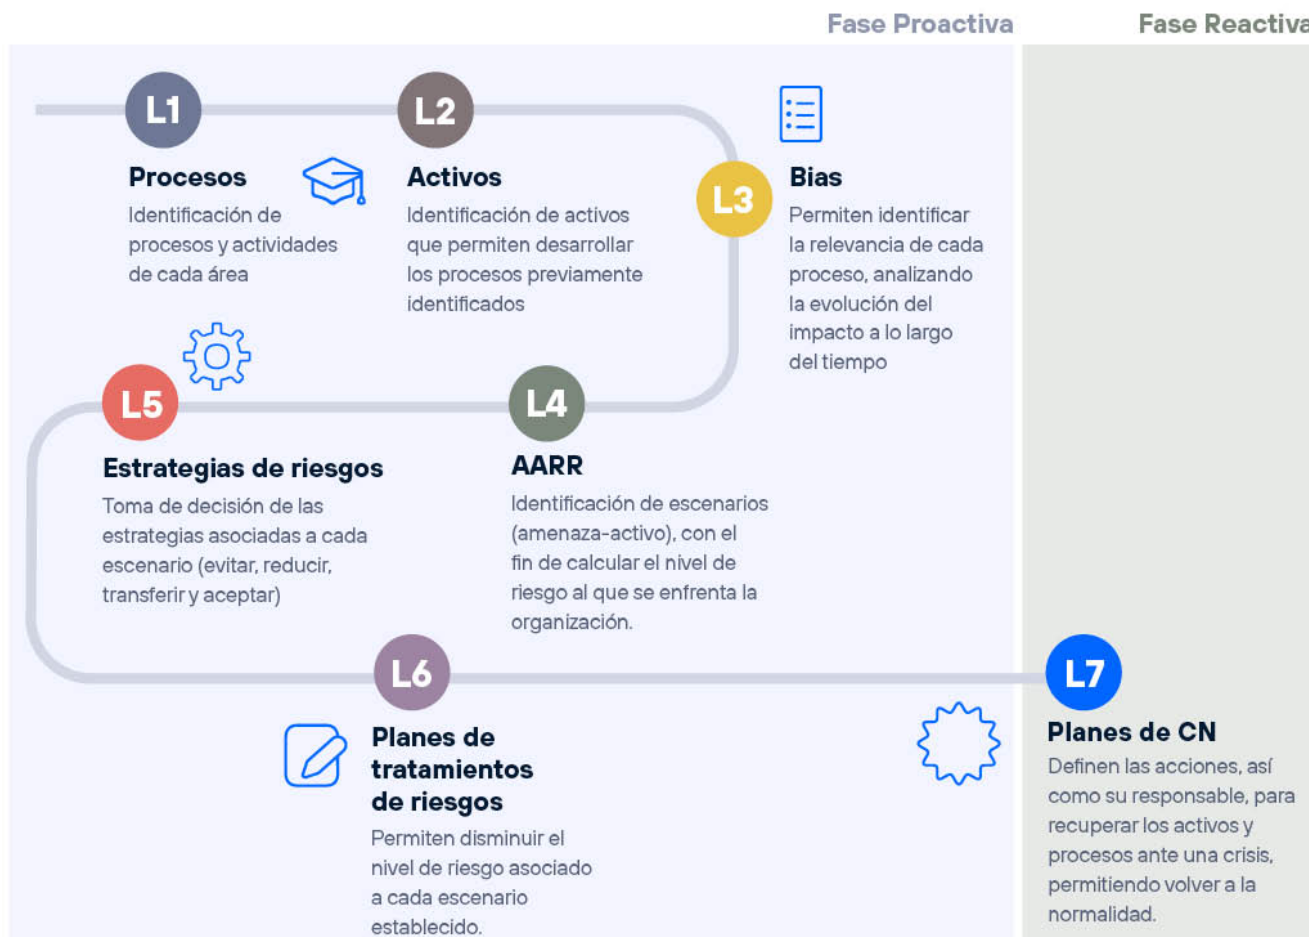 Fase Proactiva
Fase Reactiva
L1
Procesos
Identificación de
procesos y actividades
de cada área
L2
Activos
Identificación de activos
que permiten desarrollar
los procesos previamente
identificados
L3
Bias
Permiten identificar
la relevancia de cada
proceso, analizando
la evolución del
impacto a lo largo
del tiempo
L4
AARR
Identificación de escenarios
(amenaza-activo), con el
fin de calcular el nivel de
riesgo al que se enfrenta la
organización.
L5
Estrategias de riesgos
Toma de decisión de las
estrategias asociadas a cada
escenario (evitar, reducir,
transferir y aceptar)
L6
Planes de
tratamientos
de riesgos
Permiten disminuir el
nivel de riesgo asociado
a cada escenario
establecido.
L7
Planes de CN
Definen las acciones, así
como su responsable, para
recuperar los activos y
procesos ante una crisis,
permitiendo volver a la
normalidad.